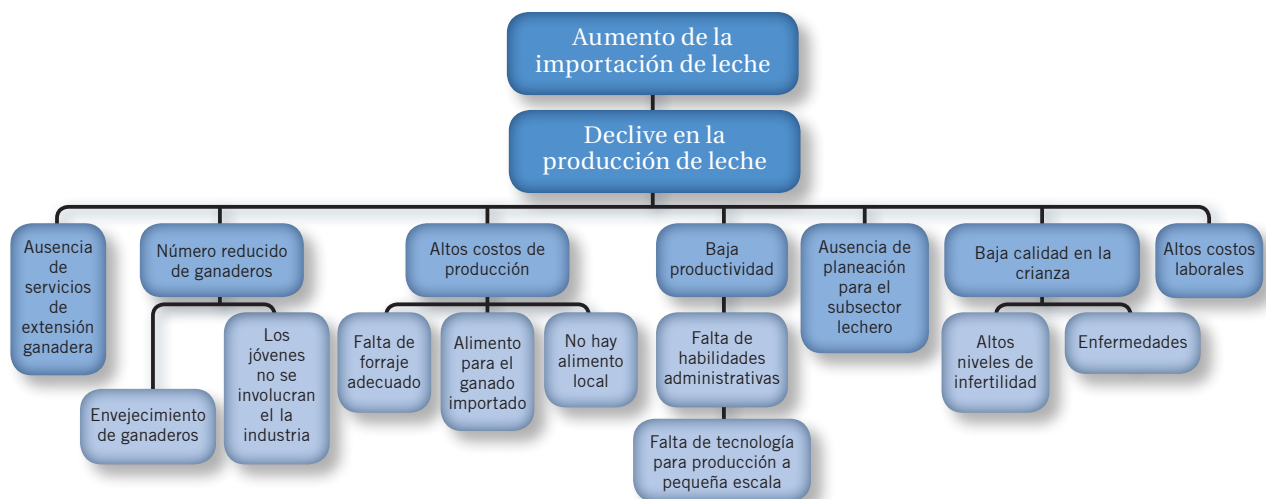 Aumento de la
importación de leche
Declive en la
producción de leche
Ausencia
de
servicios
de
extensión
ganadera
Número reducido
de ganaderos
Altos costos de
producción
Baja
productividad
Ausencia de
planeación
para el
subsector
lechero
Baja calidad en la
crianza
Altos costos
laborales
Envejecimiento
de ganaderos
Los
jóvenes
no se
involucran
el la
industria
Falta de
forraje
adecuado
Alimento
para el
ganado
importado
No hay
alimento
local
Falta de
habilidades
administrativas
Falta de tecnología
para producción a
pequeña escala
Altos
niveles de
infertilidad
Enfermedades